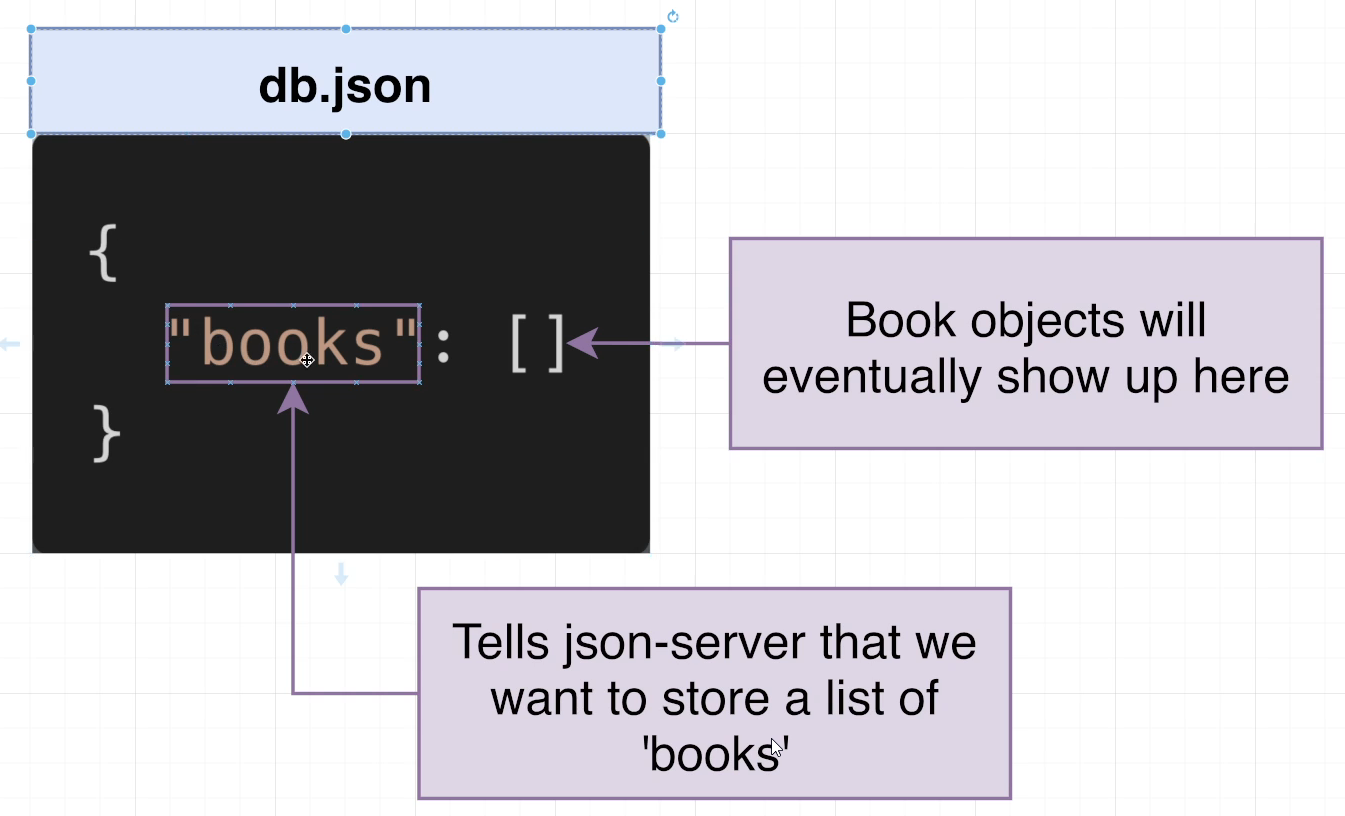 db.json
{
"books": []
}
Book objects will
eventually show up here
Tells json-server that we
want to store a list of
'books'